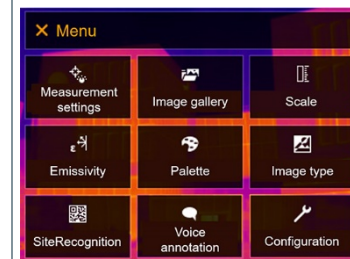 Menu
Measurement
settings
Image gallery
Scale
ε
Emissivity
Palette
Image type
SiteRecognition
Voice
annotation
Configuration